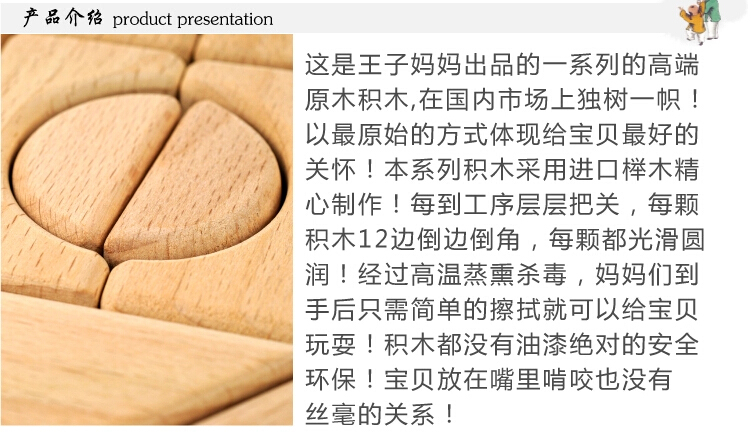 产品介绍 product presentation
这是王子妈妈出品的一系列的高端
原木积木,在国内市场上独树一帜！
以最原始的方式体现给宝贝最好的
关怀！本系列积木采用进口榉木精
心制作！每到工序层层把关，每颗
积木12边倒边倒角，每颗都光滑圆
润！经过高温蒸熏杀毒，妈妈们到
手后只需简单的擦拭就可以给宝贝
玩耍！积木都没有油漆绝对的安全
环保！宝贝放在嘴里啃咬也没有
丝毫的关系！